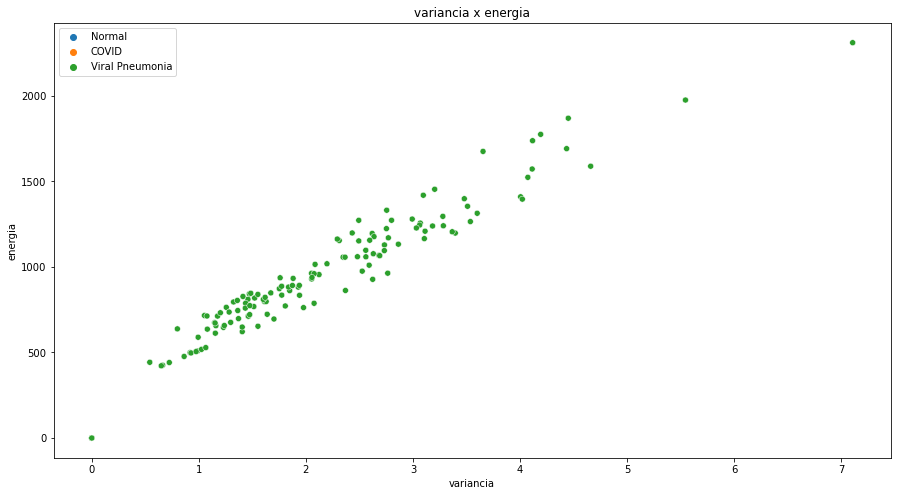 variancia x energia
Normal
COVID
Viral Pneumonia
energia
2000
1500
1000
500
0
0 1 2 3 4 5 6 7
variancia